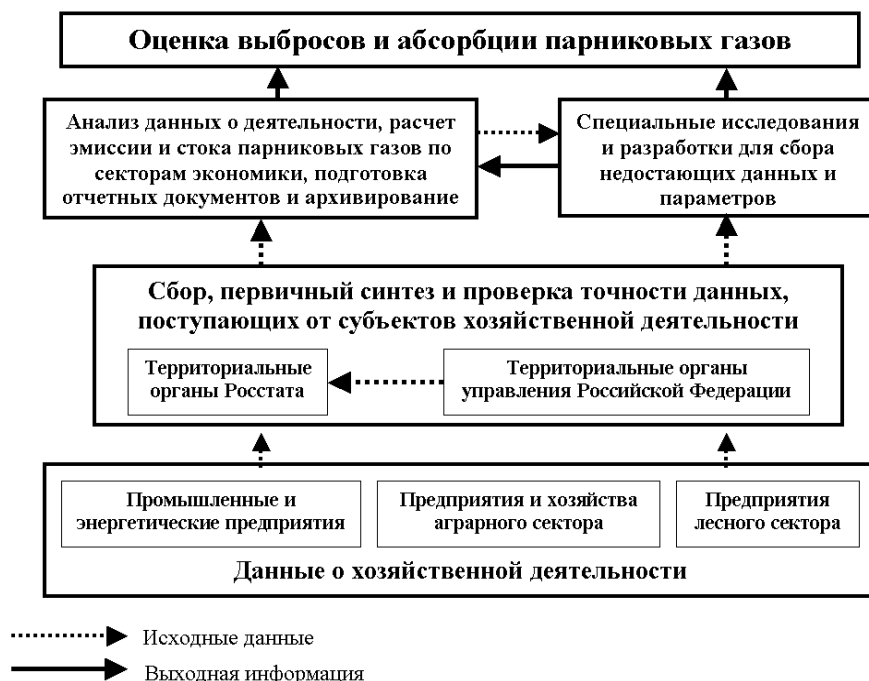 Оценка выбросов и абсорбции парниковых газов
Анализ данных о деятельности, расчет
эмиссии и стока парниковых газов по
секторам экономики, подготовка
отчетных документов и архивирование
Специальные исследования
и разработки для сбора
недостающих данных и
параметров
Сбор, первичный синтез и проверка точности данных,
поступающих от субъектов хозяйственной деятельности
Территориальные
органы Росстата
Территориальные органы
управления Российской Федерации
Промышленные и
энергетические предприятия
Предприятия и хозяйства
аграрного сектора
Предприятия
лесного сектора
Данные о хозяйственной деятельности
Исходные данные
Выходная информация